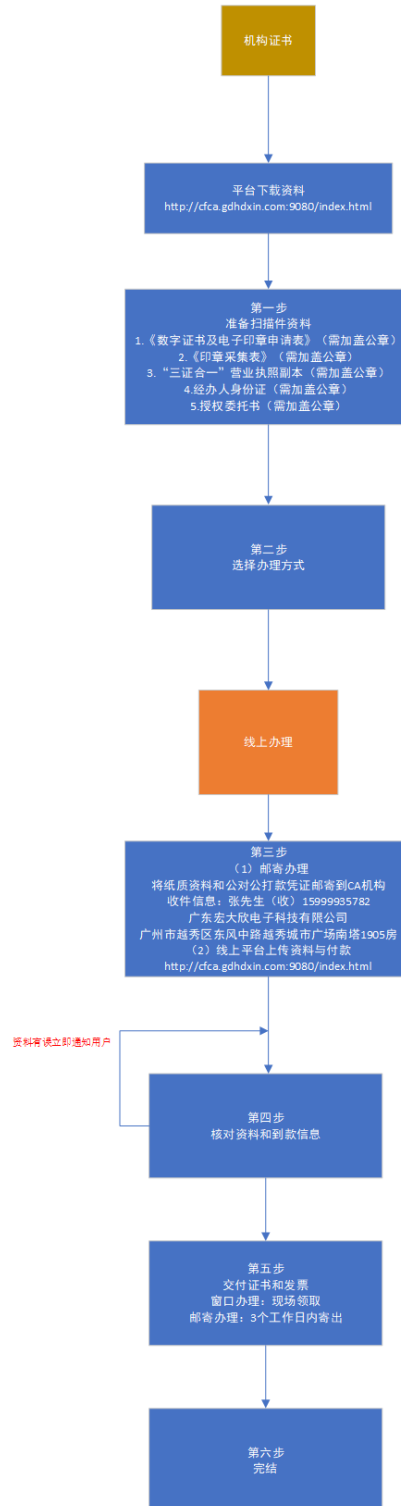 机构证书
平台下载资料
http://cfca.gdhdxin.com:9080/index.html
第一步
准备扫描件资料
1.《数字证书及电子印章申请表》（需加盖公章）
2.《印章采集表》（需加盖公章）
3.“三证合一”营业执照副本（需加盖公章）
4.经办人身份证（需加盖公章）
5.授权委托书（需加盖公章）
第二步
选择办理方式
线上办理
第三步
（1）邮寄办理
将纸质资料和公对公打款凭证邮寄到CA机构
收件信息：张先生（收）15999935782
广东宏大欣电子科技有限公司
广州市越秀区东风中路越秀城市广场南塔1905房
（2）线上平台上传资料与付款
http://cfca.gdhdxin.com:9080/index.html
资料有误立即通知用户
第四步
核对资料和到款信息
第五步
交付证书和发票
窗口办理：现场领取
邮寄办理：3个工作日内寄出
第六步
完结